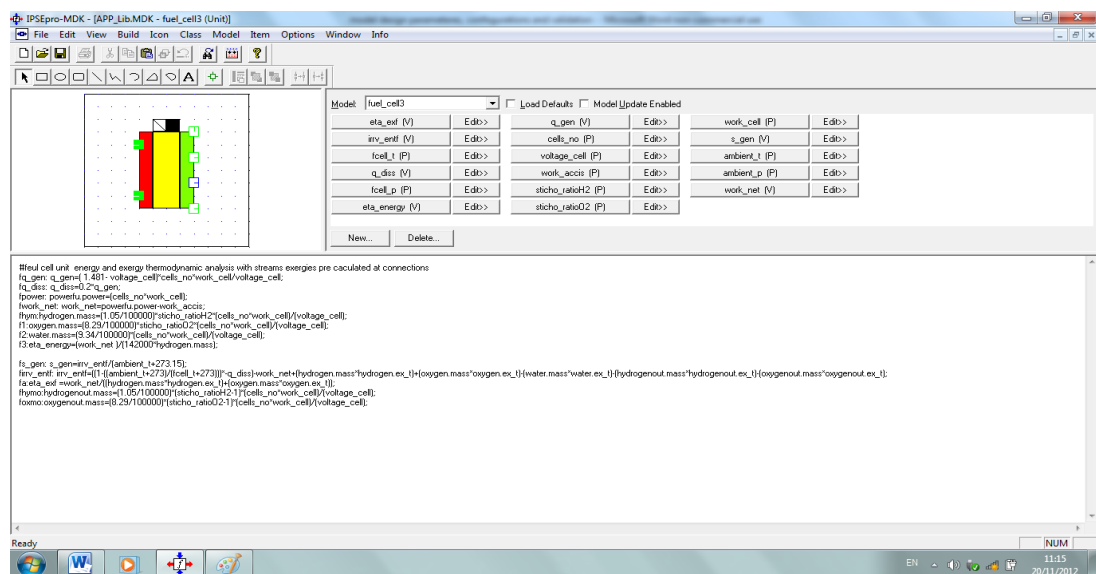 IPSEpro-MDK - [APP_Lib.MDK - fuel_cell3 (Unit)]
File Edit View Build Icon Class Model Item Options Window Info
A
Model: fuel_cell3 Load Defaults Model Update Enabled
eta_exf (V) Edit>> q_gen (V) Edit>> work_cell (P) Edit>>
irrv_entf (V) Edit>> cells_no (P) Edit>> s_gen (V) Edit>>
fcell_t (P) Edit>> voltage_cell (P) Edit>> ambient_t (P) Edit>>
q_diss (V) Edit>> work_accis (P) Edit>> ambient_p (P) Edit>>
fcell_p (P) Edit>> sticho_ratioH2 (P) Edit>> work_net (V) Edit>>
eta_energy (V) Edit>> sticho_ratioO2 (P) Edit>>
New... Delete...
#feul cell unit energy and exergy thermodynamic analysis with streams exergies pre caculated at connections
fq_gen: q_gen=( 1.481- voltage_cell)*cells_no*work_cell/voltage_cell;
fq_diss: q_diss=0.2*q_gen;
fpower: powerfu.power=(cells_no*work_cell);
fwork_net: work_net=powerfu.power-work_accis;
fhym:hydrogen.mass=(1.05/100000)*sticho_ratioH2*(cells_no*work_cell)/(voltage_cell);
f1:oxygen.mass=(8.29/100000)*sticho_ratioO2*(cells_no*work_cell)/(voltage_cell);
f2:water.mass=(9.34/100000)*(cells_no*work_cell)/(voltage_cell);
f3:eta_energy=(work_net )/(142000*hydrogen.mass);
fs_gen: s_gen=irrv_entf/(ambient_t+273.15);
firrv_entf: irrv_entf=((1-((ambient_t+273)/(fcell_t+273)))*-q_diss)-work_net+(hydrogen.mass*hydrogen.ex_t)+(oxygen.mass*oxygen.ex_t)-(water.mass*water.ex_t)-(hydrogenout.mass*hydrogenout.ex_t)-(oxygenout.mass*oxygenout.ex_t);
fa:eta_exf =work_net/((hydrogen.mass*hydrogen.ex_t)+(oxygen.mass*oxygen.ex_t));
fhymo:hydrogenout.mass=(1.05/100000)*(sticho_ratioH2-1)*(cells_no*work_cell)/(voltage_cell);
foxmo:oxygenout.mass=(8.29/100000)*(sticho_ratioO2-1)*(cells_no*work_cell)/(voltage_cell);
Ready NUM
EN 11:15
20/11/2012